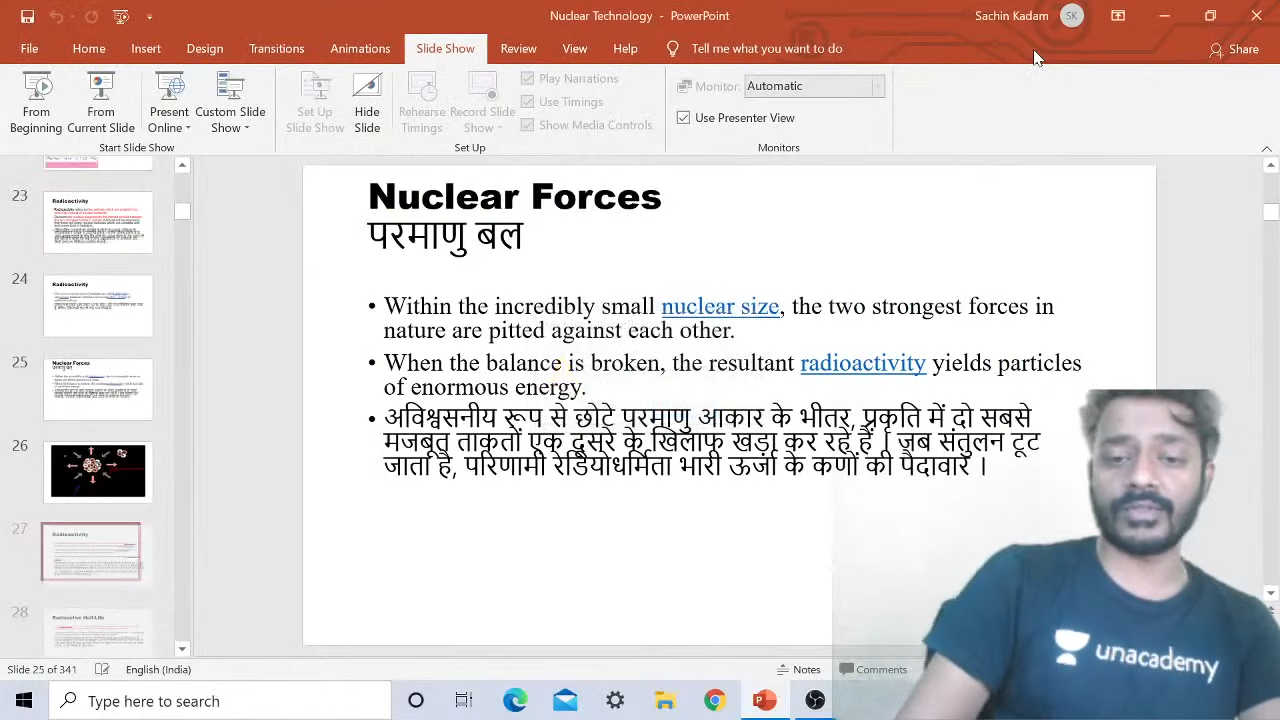 Nuclear Technology - PowerPoint
Sachin Kadam SK
File Home Insert Design Transitions Animations Slide Show Review View Help Tell me what you want to do Share
From Beginning
From Current Slide
Present Online
Custom Slide Show
Start Slide Show
Set Up Slide Show
Hide Slide
Rehearse Timings
Record Slide Show
Play Narrations
Use Timings
Show Media Controls
Set Up
Monitor: Automatic
Use Presenter View
Monitors
23
Radioactivity
24
Radioactivity
25
Nuclear Forces
परमाणु बल
26
27
Radioactivity
28
Radioactive Half-Life
Nuclear Forces
परमाणु बल
• Within the incredibly small nuclear size, the two strongest forces in
nature are pitted against each other.
• When the balance is broken, the resultant radioactivity yields particles
of enormous energy.
• अविश्वसनीय रूप से छोटे परमाणु आकार के भीतर, प्रकृति में दो सबसे
मजबूत ताकतों एक दूसरे के खिलाफ खड़ा कर रहे हैं । जब संतुलन टूट
जाता है, परिणामी रेडियोधर्मिता भारी ऊर्जा के कणों की पैदावार ।
unacademy
Slide 25 of 341 English (India) Notes Comments
Type here to search